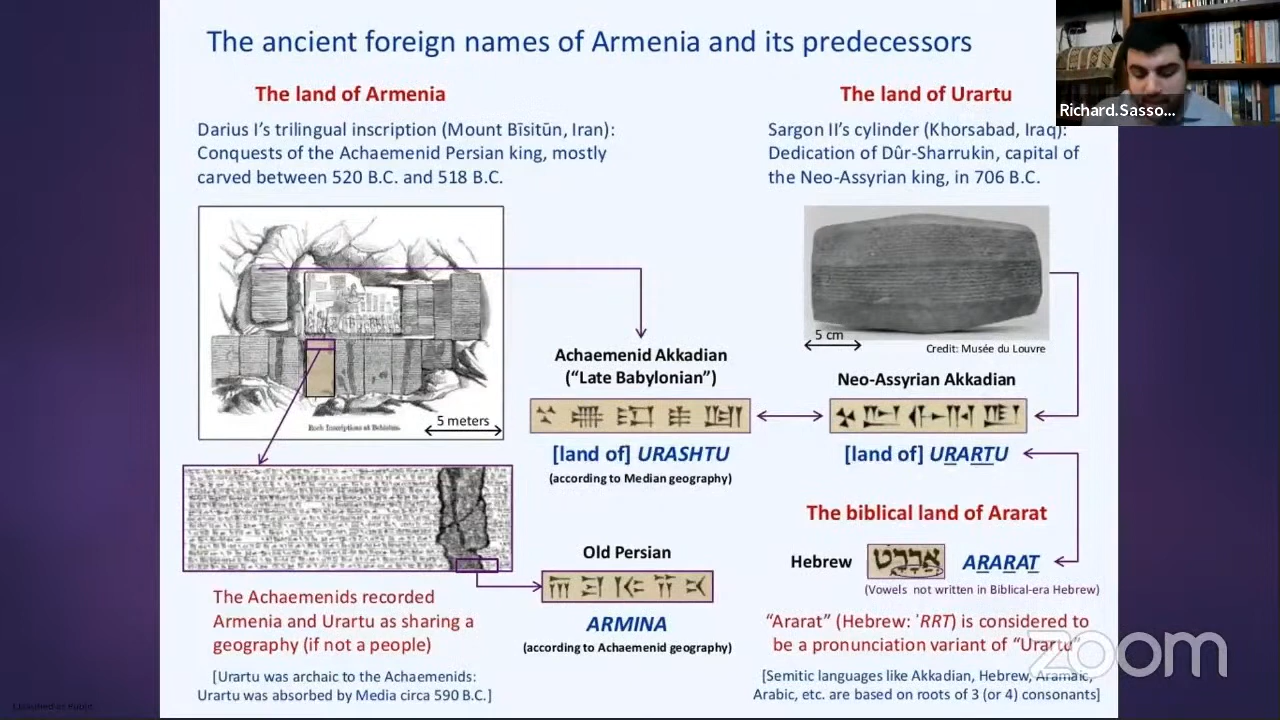 The ancient foreign names of Armenia and its predecessors
The land of Armenia
Darius I’s trilingual inscription (Mount Bīsitūn, Iran):
Conquests of the Achaemenid Persian king, mostly
carved between 520 B.C. and 518 B.C.
Rock Inscriptions at Behistun.
5 meters
The Achaemenids recorded
Armenia and Urartu as sharing a
geography (if not a people)
[Urartu was archaic to the Achaemenids:
Urartu was absorbed by Media circa 590 B.C.]
Achaemenid Akkadian
(“Late Babylonian”)
[land of] URASHTU
(according to Median geography)
Old Persian
ARMINA
(according to Achaemenid geography)
The land of Urartu
Sargon II’s cylinder (Khorsabad, Iraq):
Dedication of Dûr-Sharrukin, capital of
the Neo-Assyrian king, in 706 B.C.
5 cm
Credit: Musée du Louvre
Neo-Assyrian Akkadian
[land of] URARTU
The biblical land of Ararat
Hebrew אֲרָרָט ARARAT
(Vowels not written in Biblical-era Hebrew)
“Ararat” (Hebrew: ʾRRT) is considered to
be a pronunciation variant of “Urartu”
[Semitic languages like Akkadian, Hebrew, Aramaic,
Arabic, etc. are based on roots of 3 (or 4) consonants]
Richard.Sasso...
zoom